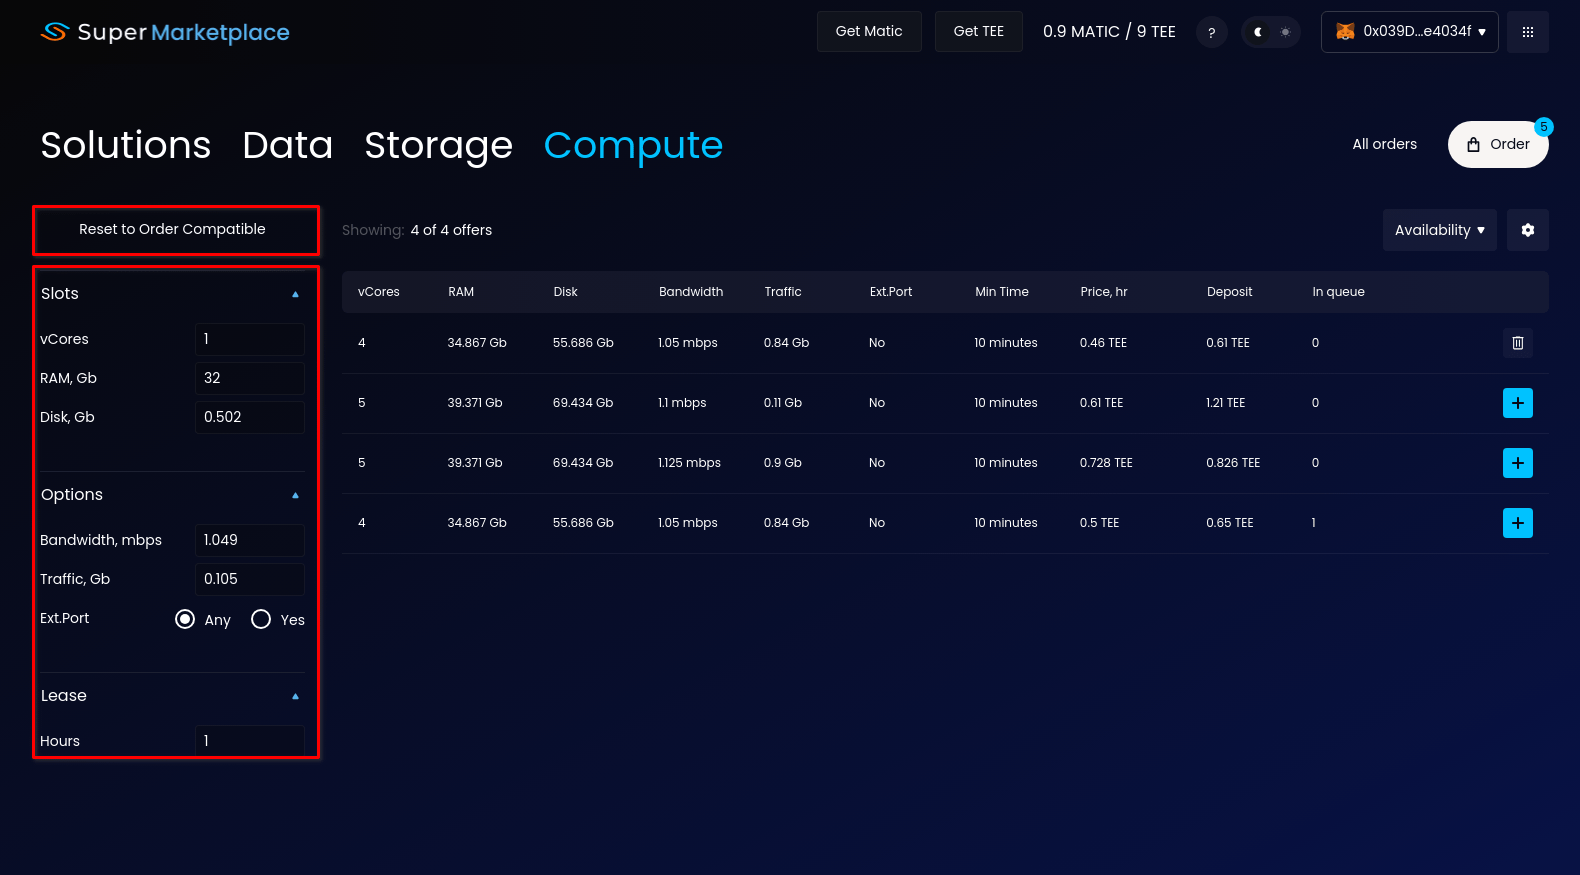 Super Marketplace
Get Matic Get TEE 0.9 MATIC / 9 TEE ? 0x039D...e4034f
Solutions Data Storage Compute
All orders Order 5
Reset to Order Compatible
Showing: 4 of 4 offers
Availability
Slots
vCores 1
RAM, Gb 32
Disk, Gb 0.502
Options
Bandwidth, mbps 1.049
Traffic, Gb 0.105
Ext.Port Any Yes
Lease
Hours 1
vCores RAM Disk Bandwidth Traffic Ext.Port Min Time Price, hr Deposit In queue
4 34.867 Gb 55.686 Gb 1.05 mbps 0.84 Gb No 10 minutes 0.46 TEE 0.61 TEE 0
5 39.371 Gb 69.434 Gb 1.1 mbps 0.11 Gb No 10 minutes 0.61 TEE 1.21 TEE 0
5 39.371 Gb 69.434 Gb 1.125 mbps 0.9 Gb No 10 minutes 0.728 TEE 0.826 TEE 0
4 34.867 Gb 55.686 Gb 1.05 mbps 0.84 Gb No 10 minutes 0.5 TEE 0.65 TEE 1